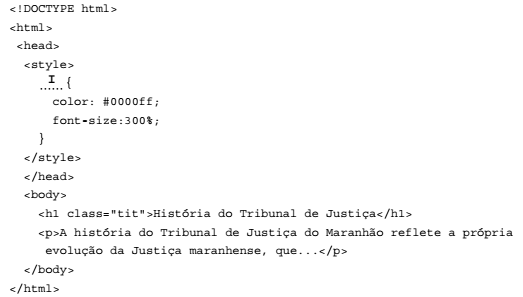 <!DOCTYPE html>
<html>
<head>
<style>
..I... {
color: #0000ff;
font-size:300%;
}
</style>
</head>
<body>
<h1 class="tit">História do Tribunal de Justiça</h1>
<p>A história do Tribunal de Justiça do Maranhão reflete a própria
evolução da Justiça maranhense, que...</p>
</body>
</html>